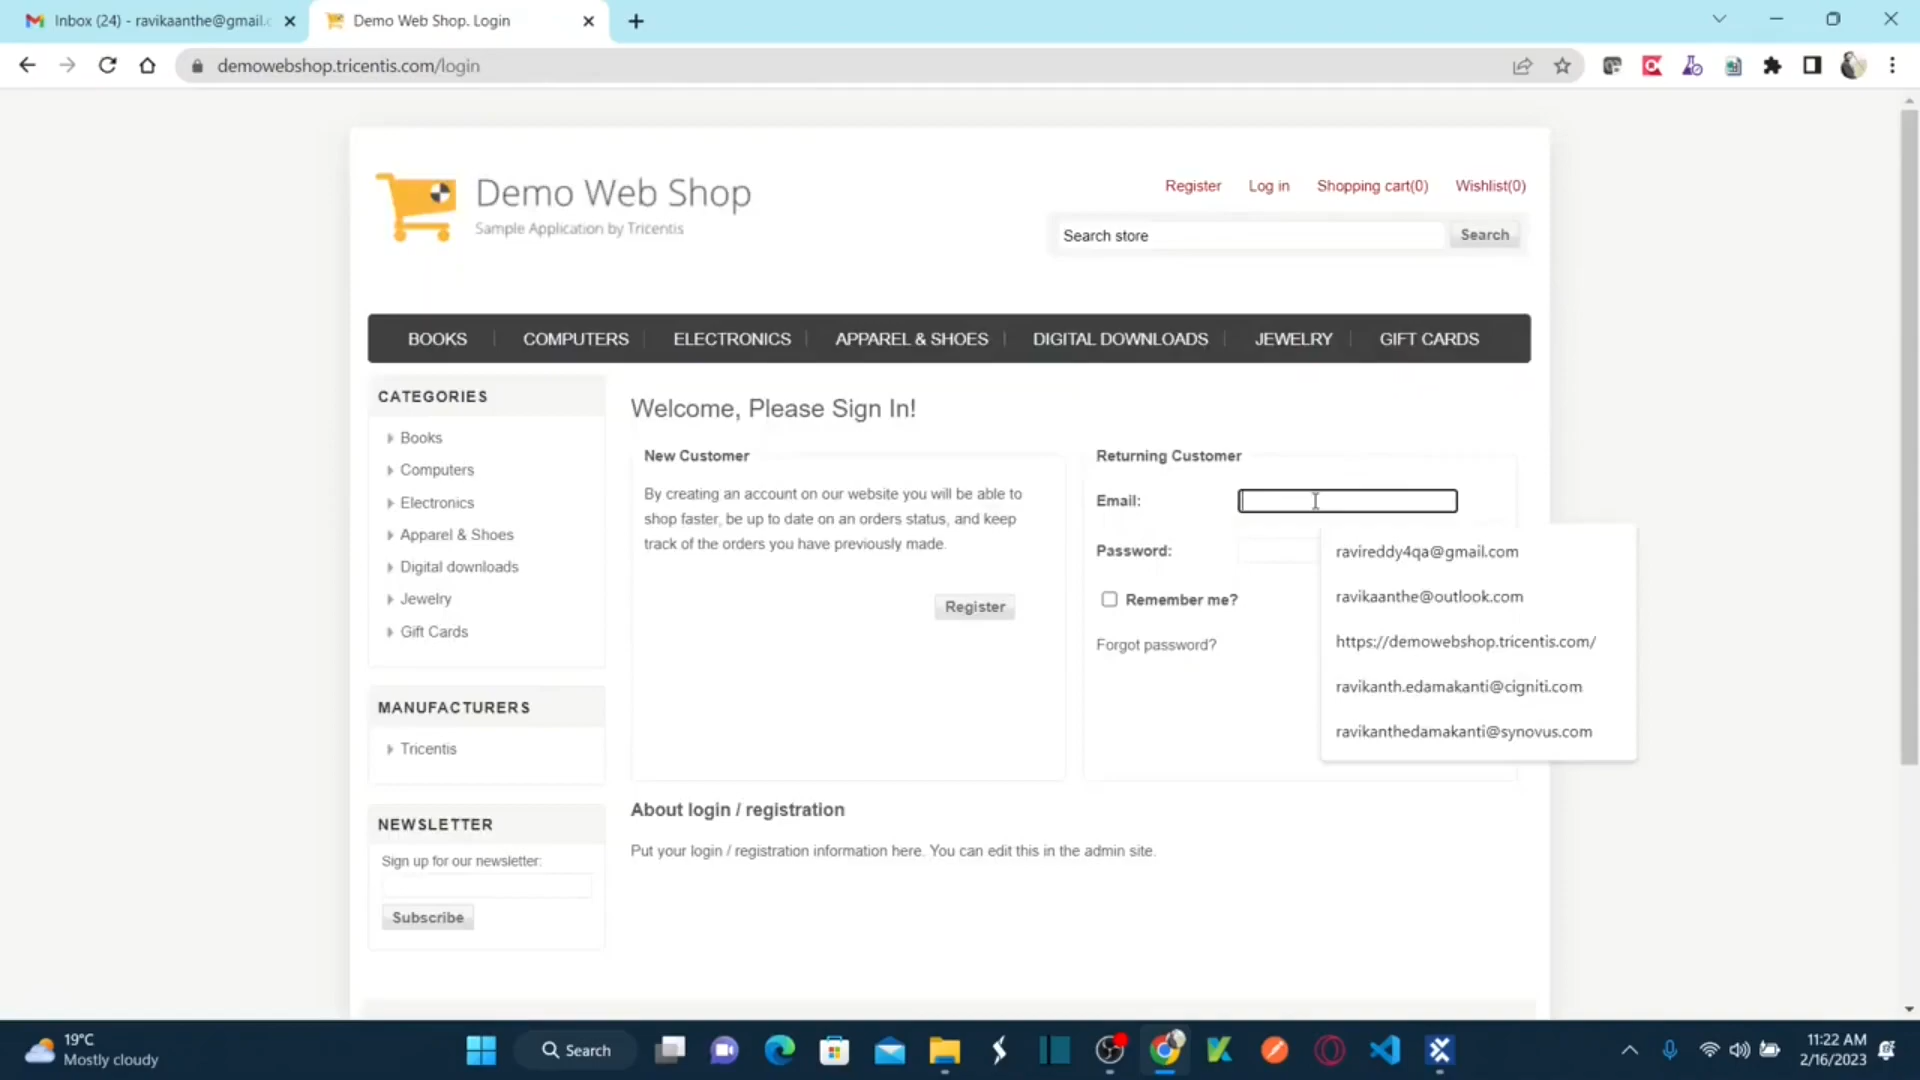 Inbox (24) - ravikaanthe@gmail.c
Demo Web Shop. Login
demowebshop.tricentis.com/login
Demo Web Shop
Sample Application by Tricentis
Register
Log in
Shopping cart(0)
Wishlist(0)
Search store
Search
BOOKS
COMPUTERS
ELECTRONICS
APPAREL & SHOES
DIGITAL DOWNLOADS
JEWELRY
GIFT CARDS
CATEGORIES
Books
Computers
Electronics
Apparel & Shoes
Digital downloads
Jewelry
Gift Cards
MANUFACTURERS
Tricentis
NEWSLETTER
Sign up for our newsletter:
Subscribe
Welcome, Please Sign In!
New Customer
By creating an account on our website you will be able to
shop faster, be up to date on an orders status, and keep
track of the orders you have previously made.
Register
Returning Customer
Email:
Password:
Remember me?
Forgot password?
ravireddy4qa@gmail.com
ravikaanthe@outlook.com
https://demowebshop.tricentis.com/
ravikanth.edamakanti@cigniti.com
ravikanthedamakanti@synovus.com
About login / registration
Put your login / registration information here. You can edit this in the admin site.
19°C
Mostly cloudy
Search
11:22 AM
2/16/2023